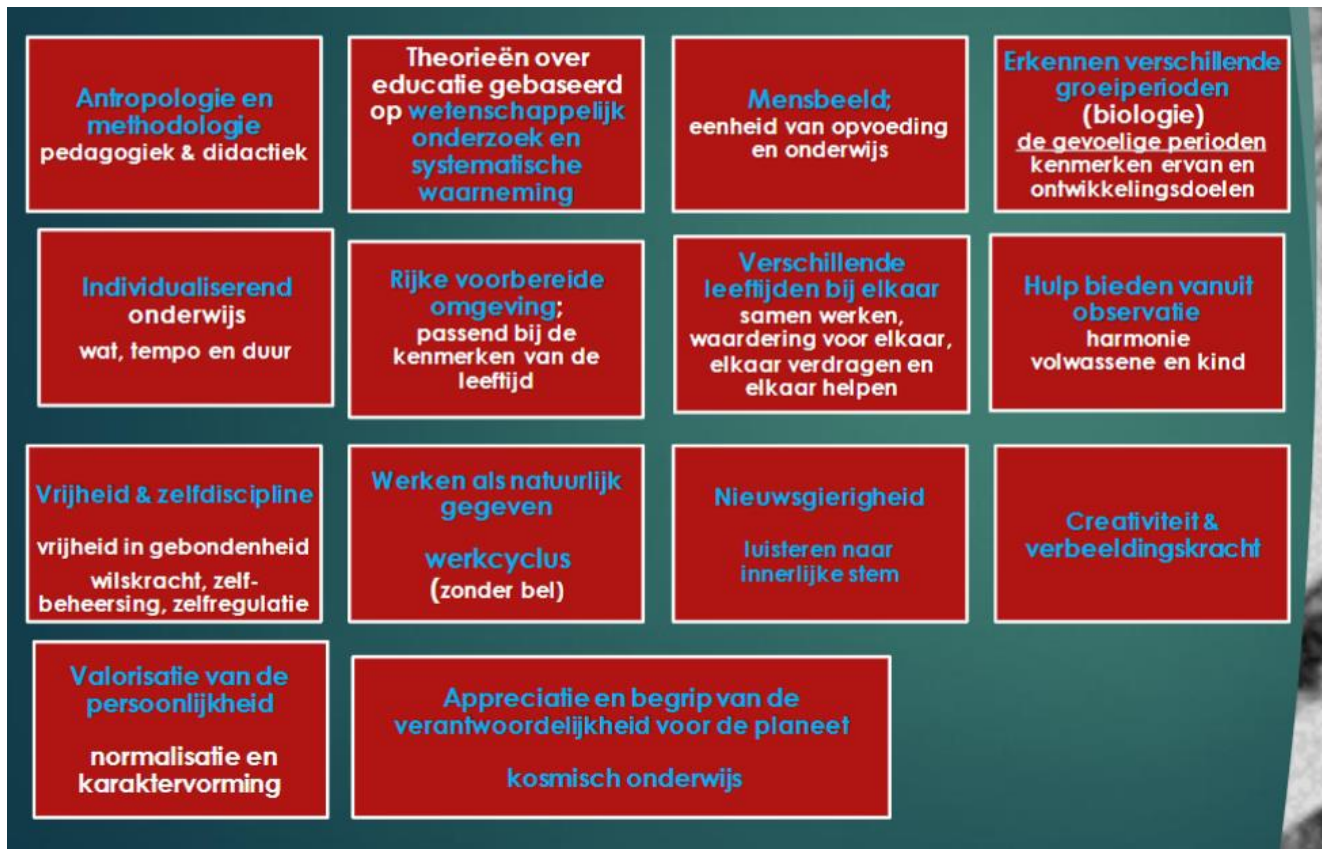 Antropologie en
methodologie
pedagogiek & didactiek
Theorieën over
educatie gebaseerd
op wetenschappelijk
onderzoek en
systematische
waarneming
Mensbeeld;
eenheid van opvoeding
en onderwijs
Erkennen verschillende
groeiperioden
(biologie)
de gevoelige perioden
kenmerken ervan en
ontwikkelingsdoelen
Individualiserend
onderwijs
wat, tempo en duur
Rijke voorbereide
omgeving;
passend bij de
kenmerken van de
leeftijd
Verschillende
leeftijden bij elkaar
samen werken,
waardering voor elkaar,
elkaar verdragen en
elkaar helpen
Hulp bieden vanuit
observatie
harmonie
volwassene en kind
Vrijheid & zelfdiscipline
vrijheid in gebondenheid
wilskracht, zelf-
beheersing, zelfregulatie
Werken als natuurlijk
gegeven
werkcyclus
(zonder bel)
Nieuwsgierigheid
luisteren naar
innerlijke stem
Creativiteit &
verbeeldingskracht
Valorisatie van de
persoonlijkheid
normalisatie en
karaktervorming
Appreciatie en begrip van de
verantwoordelijkheid voor de planeet
kosmisch onderwijs